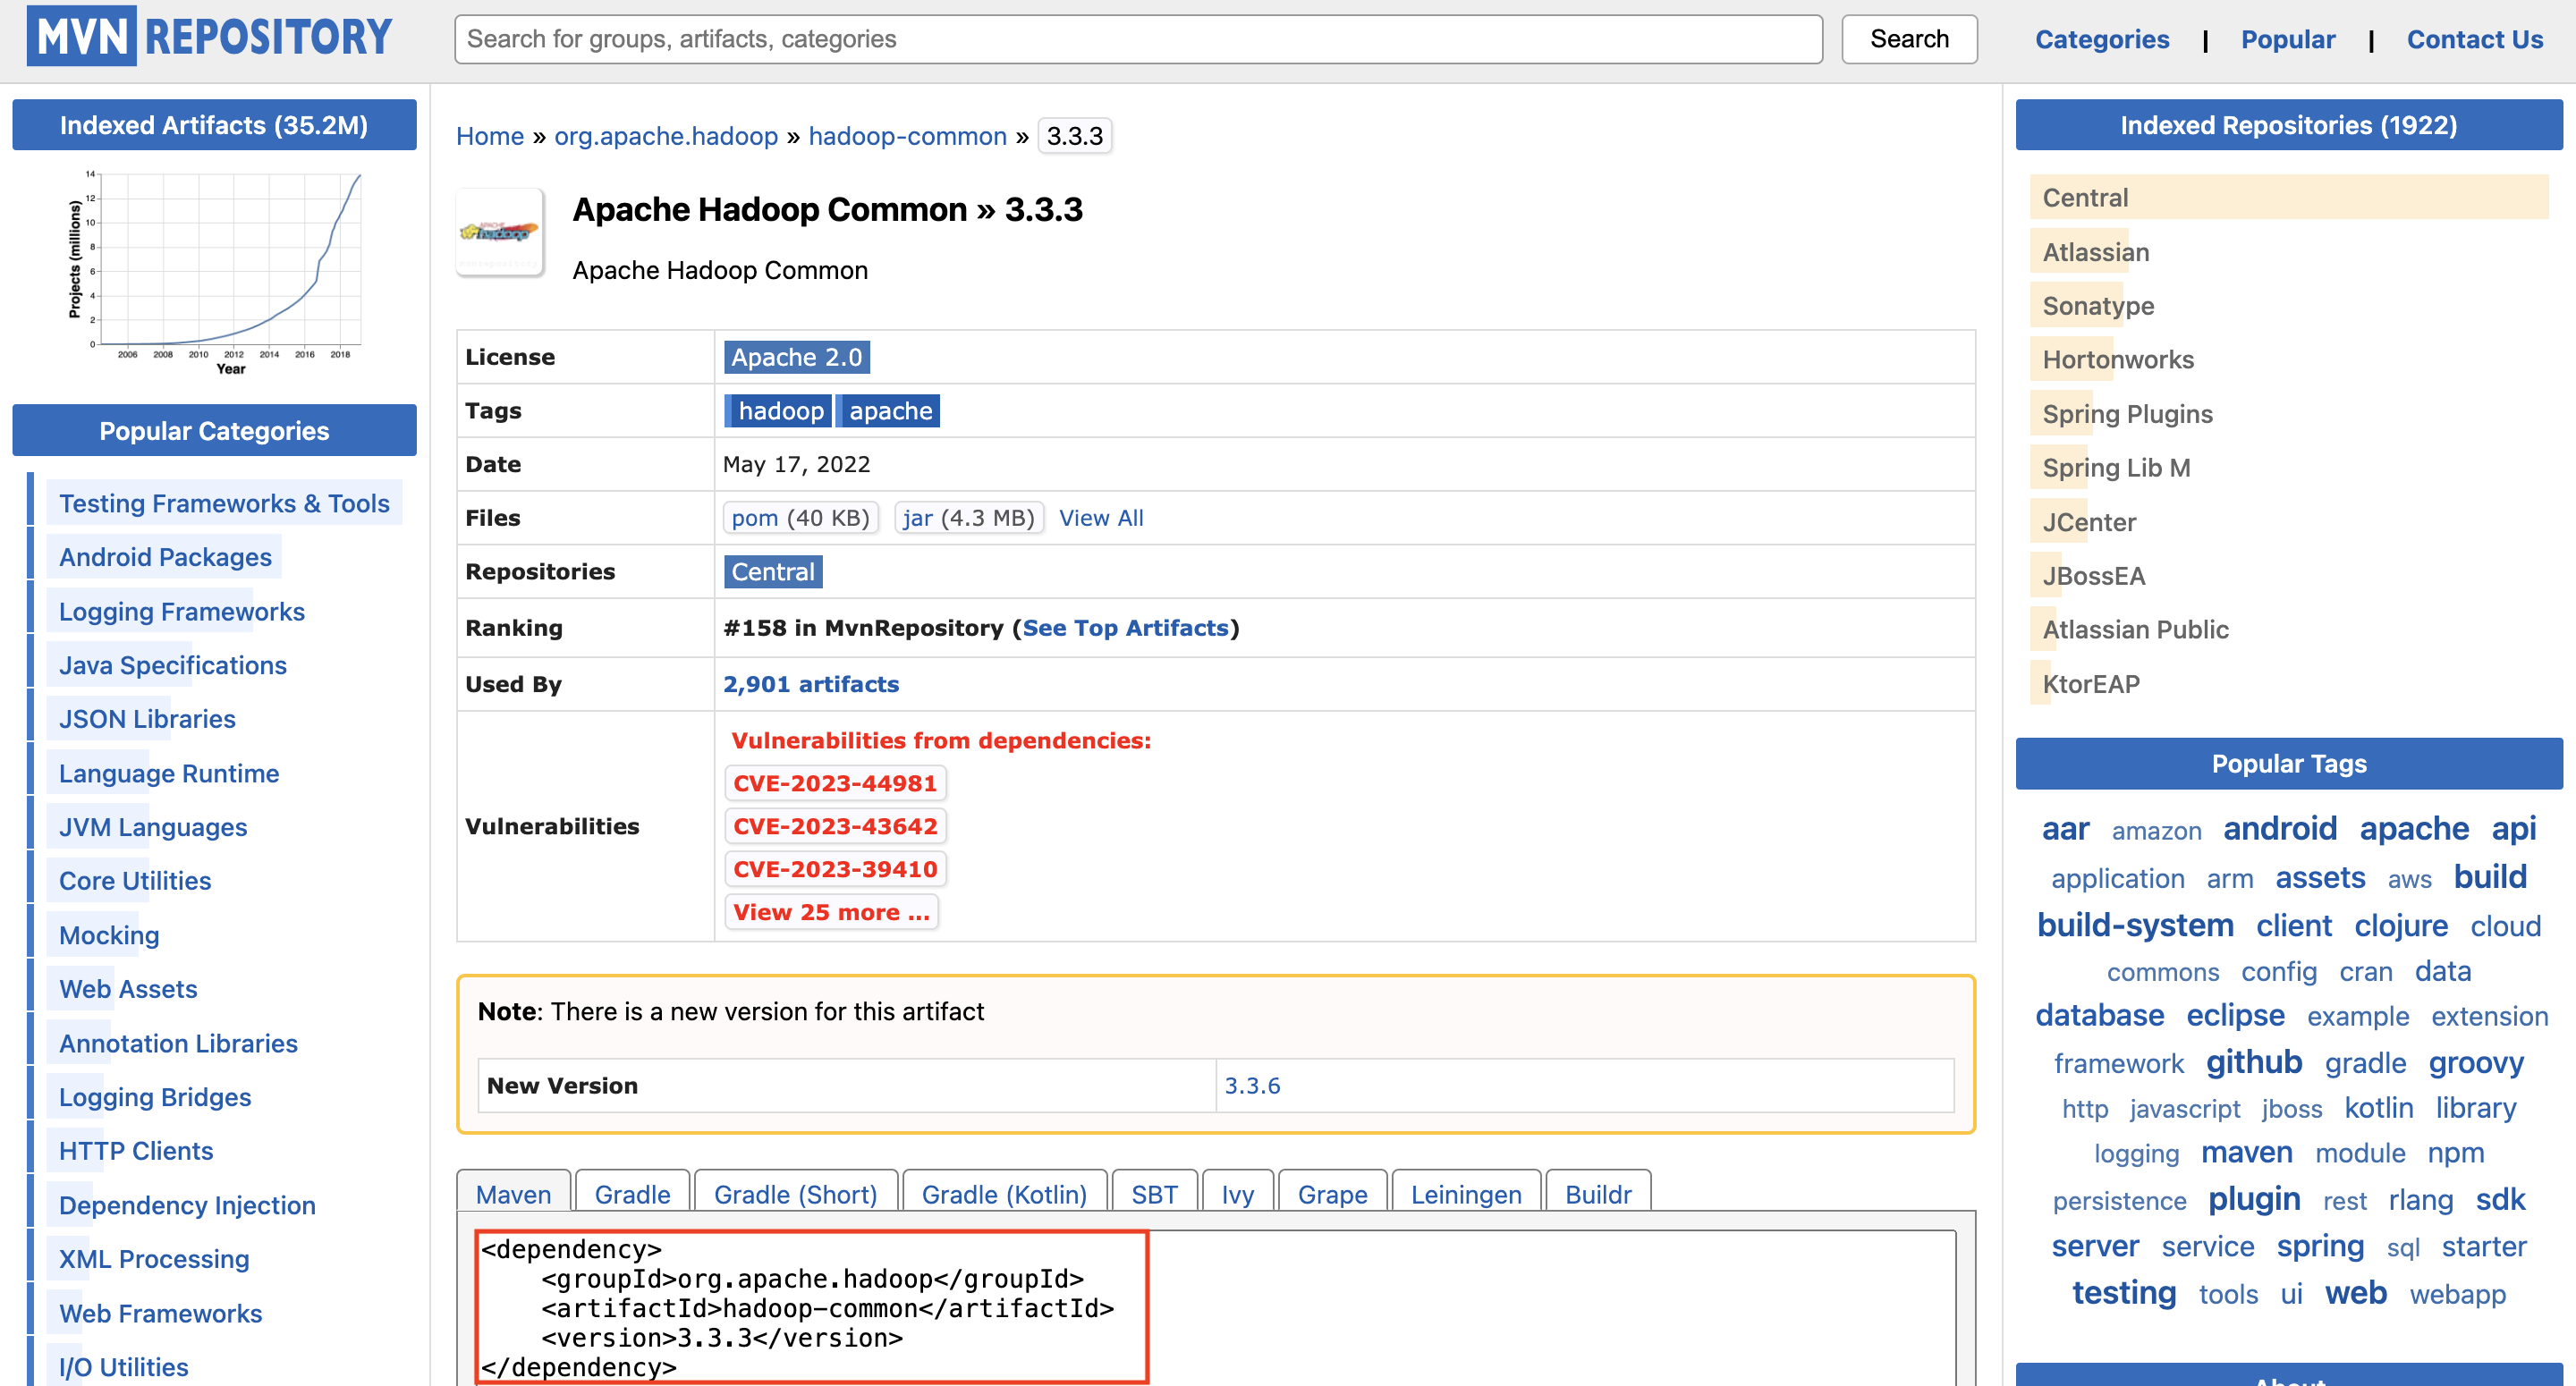 MVN REPOSITORY
Search for groups, artifacts, categories
Search
Categories | Popular | Contact Us
Indexed Artifacts (35.2M)
Projects (millions)
14
12
10
8
6
4
2
0
2006 2008 2010 2012 2014 2016 2018
Year
Popular Categories
Testing Frameworks & Tools
Android Packages
Logging Frameworks
Java Specifications
JSON Libraries
Language Runtime
JVM Languages
Core Utilities
Mocking
Web Assets
Annotation Libraries
Logging Bridges
HTTP Clients
Dependency Injection
XML Processing
Web Frameworks
I/O Utilities
Home » org.apache.hadoop » hadoop-common » 3.3.3
APACHE
hadoop
Apache Hadoop Common » 3.3.3
Apache Hadoop Common
License Apache 2.0
Tags hadoop apache
Date May 17, 2022
Files pom (40 KB) jar (4.3 MB) View All
Repositories Central
Ranking #158 in MvnRepository (See Top Artifacts)
Used By 2,901 artifacts
Vulnerabilities
Vulnerabilities from dependencies:
CVE-2023-44981
CVE-2023-43642
CVE-2023-39410
View 25 more ...
Note: There is a new version for this artifact
New Version 3.3.6
Maven Gradle Gradle (Short) Gradle (Kotlin) SBT Ivy Grape Leiningen Buildr
<dependency>
    <groupId>org.apache.hadoop</groupId>
    <artifactId>hadoop-common</artifactId>
    <version>3.3.3</version>
</dependency>
Indexed Repositories (1922)
Central
Atlassian
Sonatype
Hortonworks
Spring Plugins
Spring Lib M
JCenter
JBossEA
Atlassian Public
KtorEAP
Popular Tags
aar amazon android apache api
application arm assets aws build
build-system client clojure cloud
commons config cran data
database eclipse example extension
framework github gradle groovy
http javascript jboss kotlin library
logging maven module npm
persistence plugin rest rlang sdk
server service spring sql starter
testing tools ui web webapp